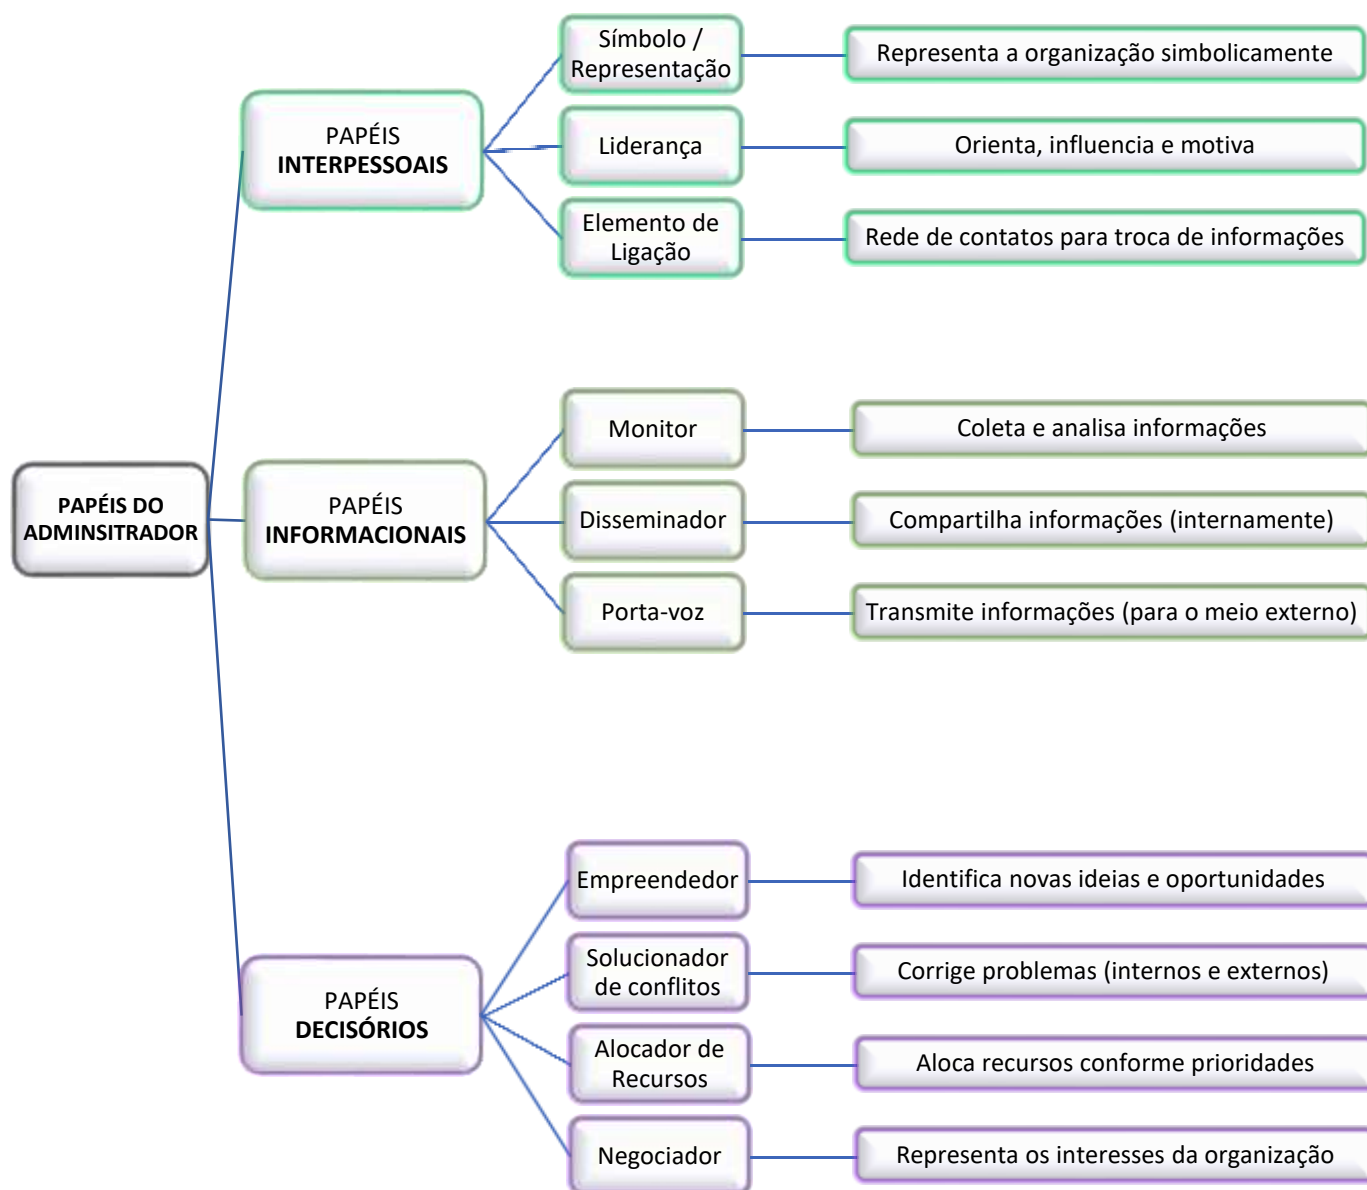 PAPÉIS DO
ADMINSITRADOR
PAPÉIS
INTERPESSOAIS
Símbolo /
Representação
Representa a organização simbolicamente
Liderança
Orienta, influencia e motiva
Elemento de
Ligação
Rede de contatos para troca de informações
PAPÉIS
INFORMACIONAIS
Monitor
Coleta e analisa informações
Disseminador
Compartilha informações (internamente)
Porta-voz
Transmite informações (para o meio externo)
PAPÉIS
DECISÓRIOS
Empreendedor
Identifica novas ideias e oportunidades
Solucionador
de conflitos
Corrige problemas (internos e externos)
Alocador de
Recursos
Aloca recursos conforme prioridades
Negociador
Representa os interesses da organização